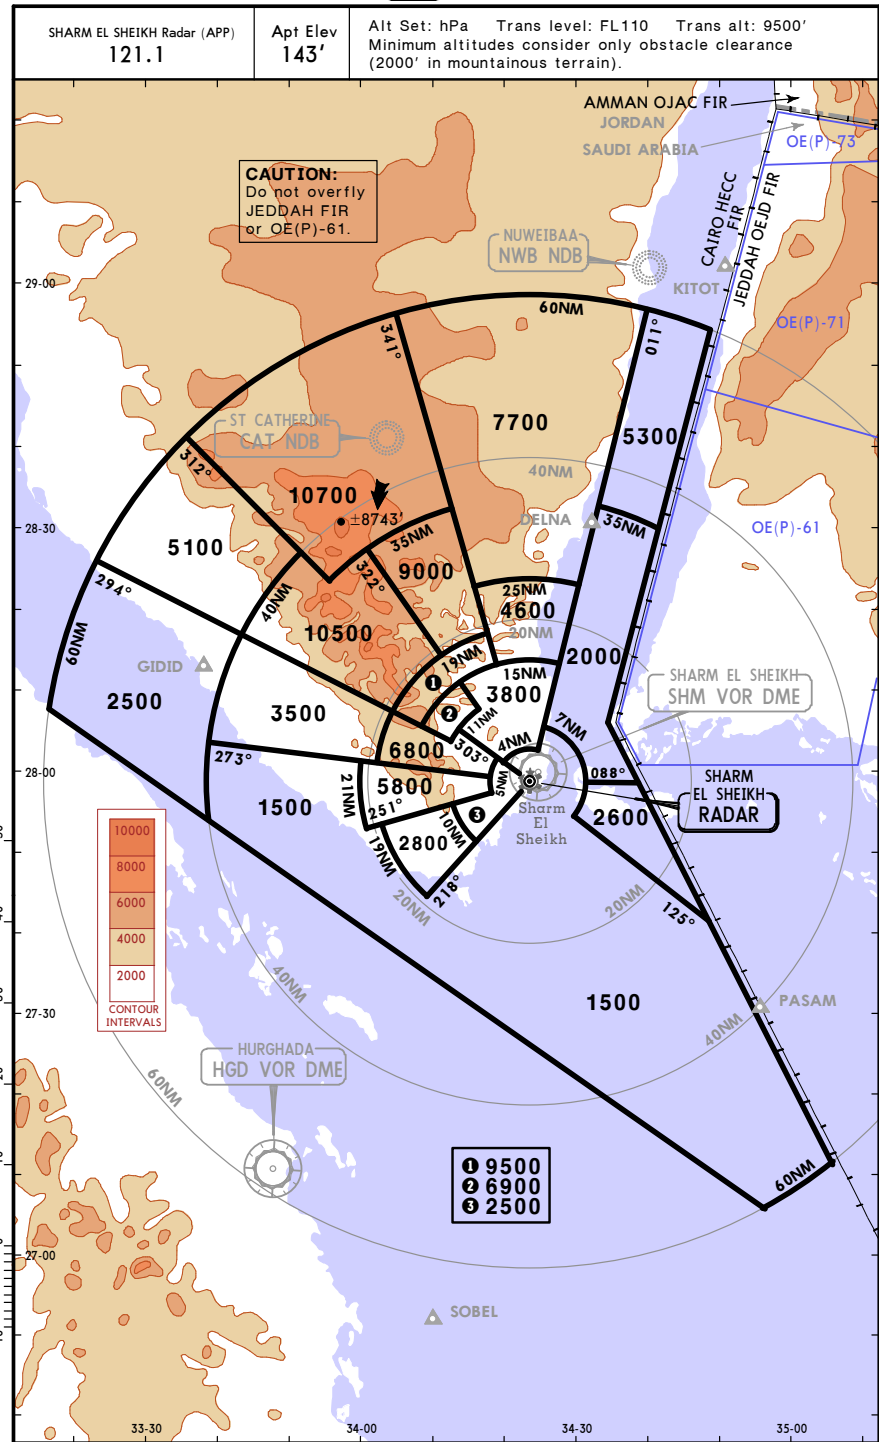 SHARM EL SHEIKH Radar (APP)
121.1
Apt Elev
143'
Alt Set: hPa Trans level: FL110 Trans alt: 9500'
Minimum altitudes consider only obstacle clearance
(2000' in mountainous terrain).
AMMAN OJAC FIR
JORDAN
SAUDI ARABIA
OE(P)-73
CAUTION:
Do not overfly
JEDDAH FIR
or OE(P)-61.
NUWEIBAA
NWB NDB
CAIRO HECC
FIR
JEDDAH OEJD FIR
KITOT
29-00
60NM
341°
011°
OE(P)-71
ST CATHERINE
CAT NDB
7700
5300
312°
40NM
10700
±8743'
DELNA
35NM
35NM
OE(P)-61
28-30
5100
322°
9000
294°
40NM
25NM
4600
20NM
60NM
10500
19NM
GIDID
❶
15NM
2000
SHARM EL SHEIKH
SHM VOR DME
2500
3800
3500
❷
11NM
7NM
303°
4NM
6800
273°
28-00
088°
SHARM
EL SHEIKH
RADAR
21NM
5800
5NM
1500
251°
10NM
❸
Sharm
El
Sheikh
2600
10000
8000
6000
4000
2000
CONTOUR
INTERVALS
19NM
2800
218°
20NM
20NM
125°
40NM
1500
PASAM
27-30
40NM
HURGHADA
HGD VOR DME
60NM
❶ 9500
❷ 6900
❸ 2500
60NM
27-00
SOBEL
33-30
34-00
34-30
35-00